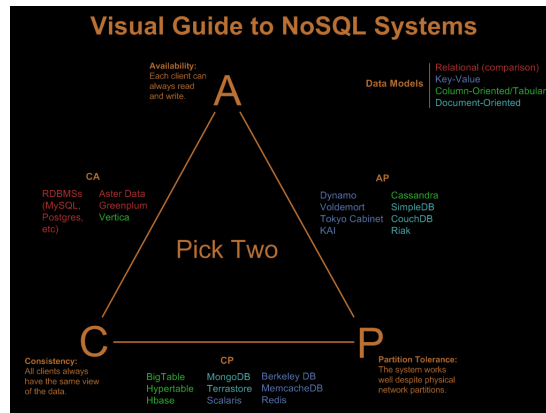 Visual Guide to NoSQL Systems
Availability:
Each client can
always read
and write.
A
Data Models
Relational (comparison)
Key-Value
Column-Oriented/Tabular
Document-Oriented
CA
RDBMSs
(MySQL,
Postgres,
etc)
Aster Data
Greenplum
Vertica
AP
Dynamo
Voldemort
Tokyo Cabinet
KAI
Cassandra
SimpleDB
CouchDB
Riak
Pick Two
C
P
Consistency:
All clients always
have the same view
of the data.
CP
BigTable
Hypertable
Hbase
MongoDB
Terrastore
Scalaris
Berkeley DB
MemcacheDB
Redis
Partition Tolerance:
The system works
well despite physical
network partitions.